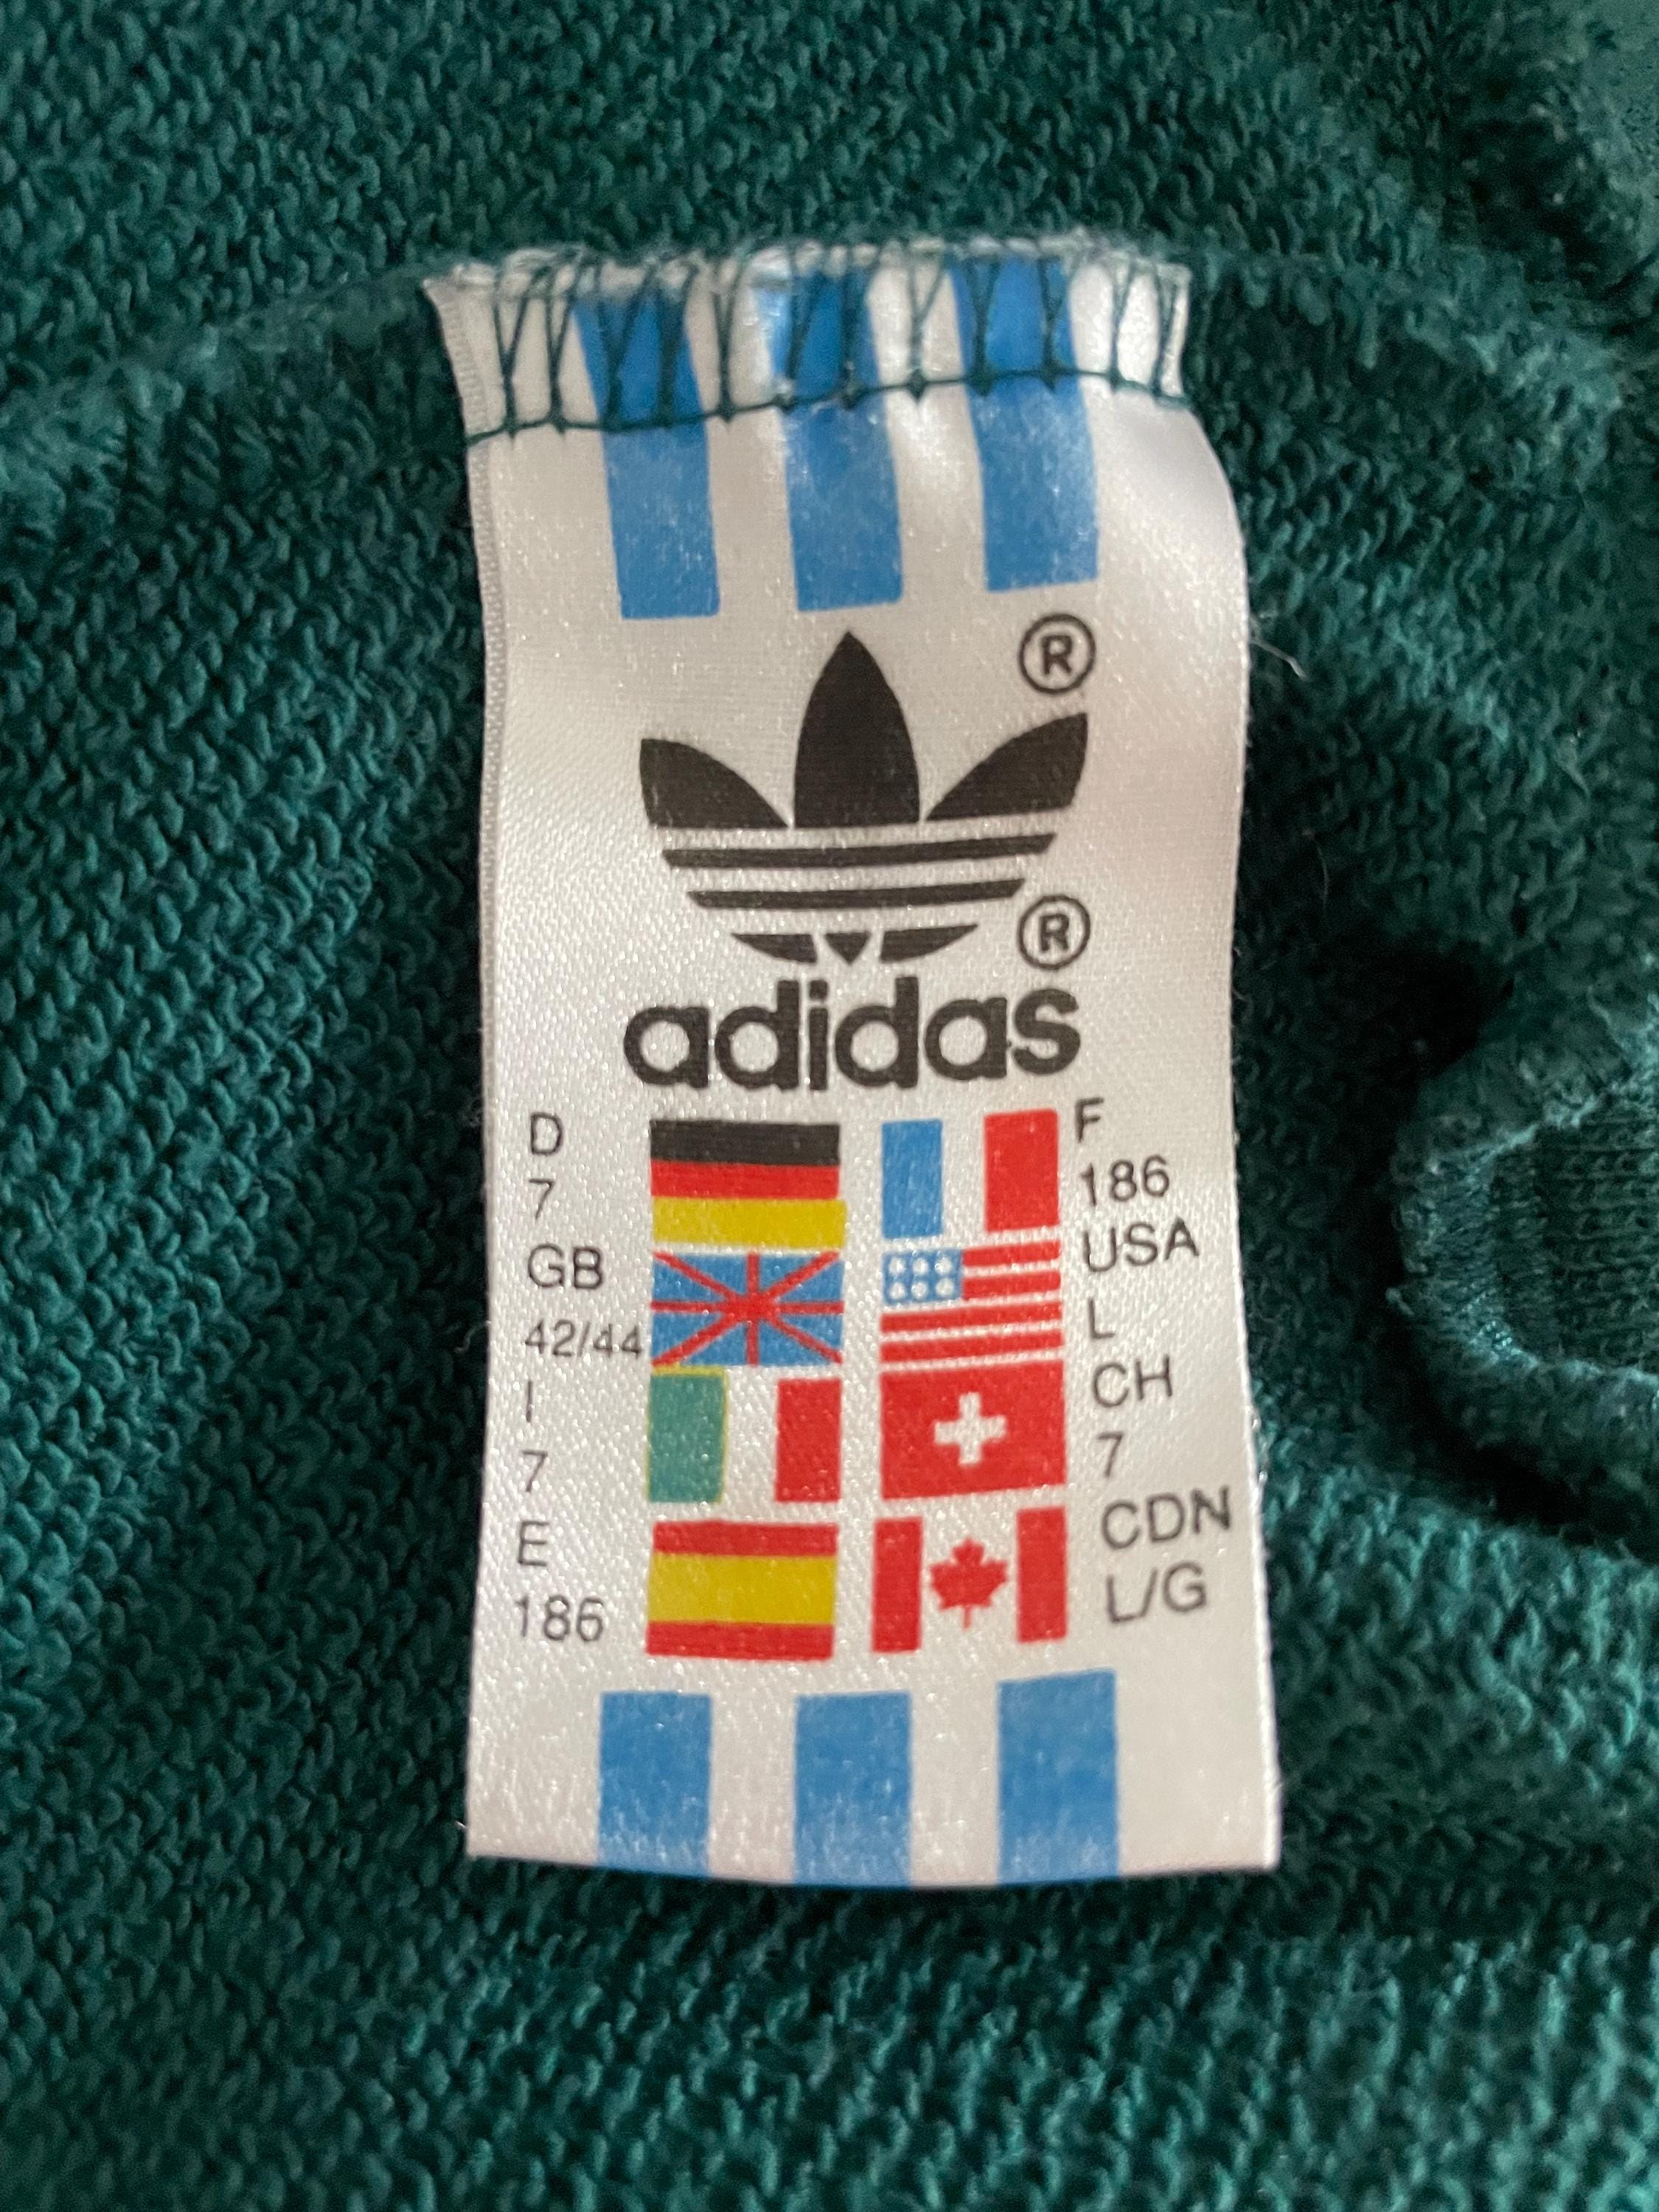 ®
®
adidas
D
7
GB
42/44
I
7
E
186
F
186
USA
L
CH
7
CDN
L/G